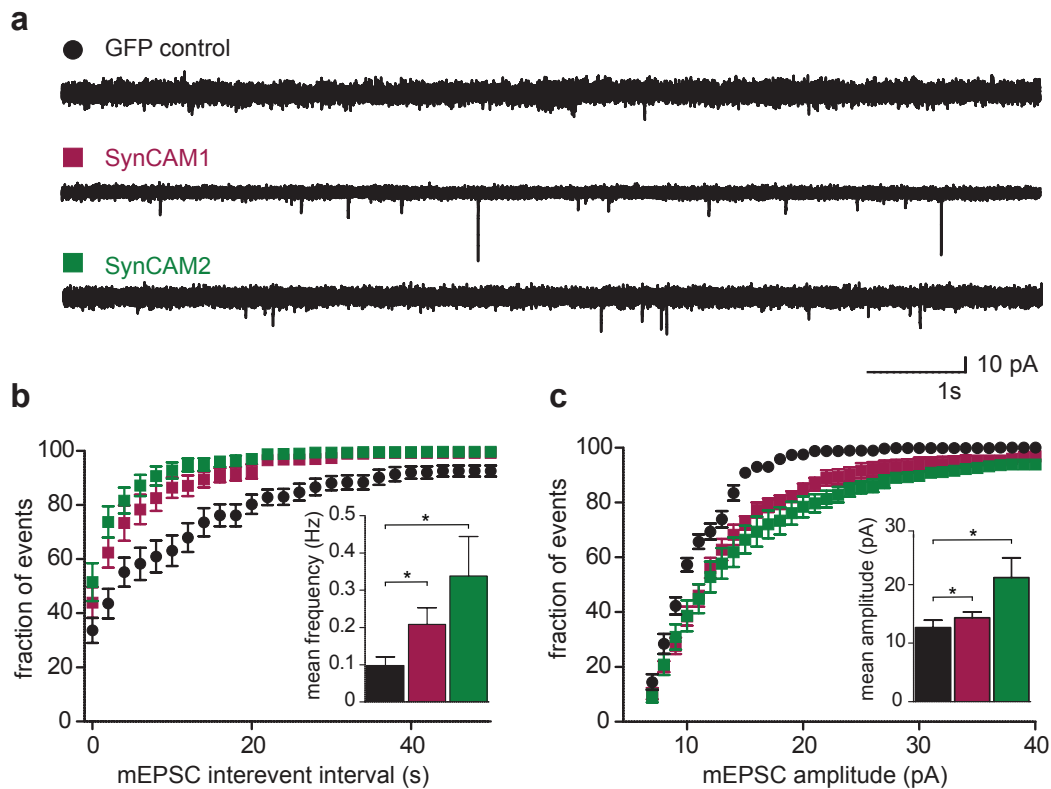 a
GFP control
SynCAM1
SynCAM2
10 pA
1s
b
fraction of events
100
80
60
40
20
0
0 20 40
mEPSC interevent interval (s)
mean frequency (Hz)
0.5
0.4
0.3
0.2
0.1
0
*
*
c
fraction of events
100
80
60
40
20
0
10 20 30 40
mEPSC amplitude (pA)
mean amplitude (pA)
30
20
10
0
*
*